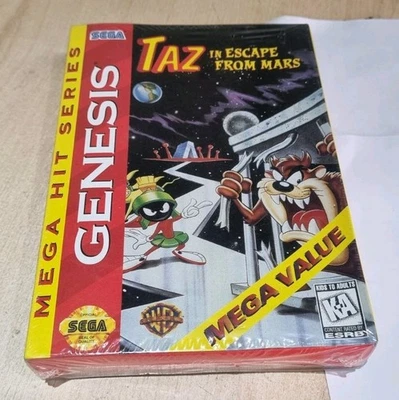 SEGA
TAZ IN ESCAPE
FROM MARS
MEGA HIT SERIES
GENESIS
MEGA VALUE
KIDS TO ADULTS
K-A
CONTENT RATED BY
ESRB
SEGA
WB